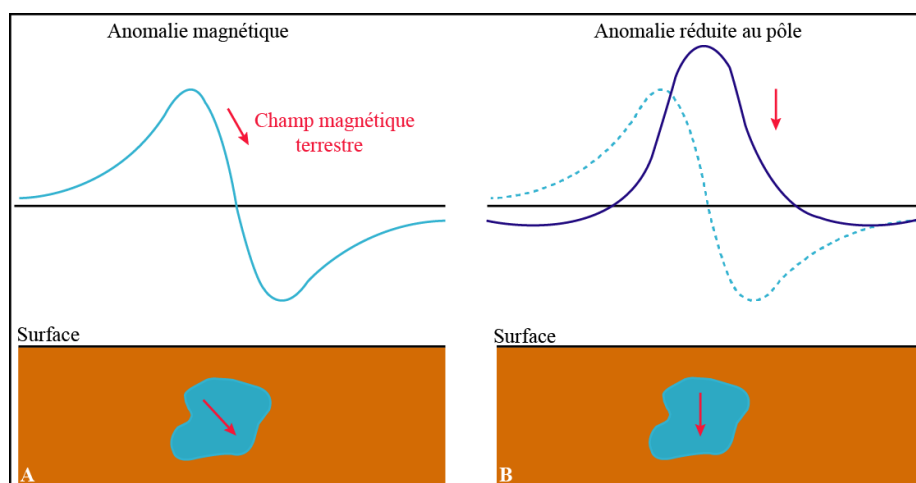 Anomalie magnétique
Anomalie réduite au pôle
Champ magnétique
terrestre
Surface
Surface
A
B